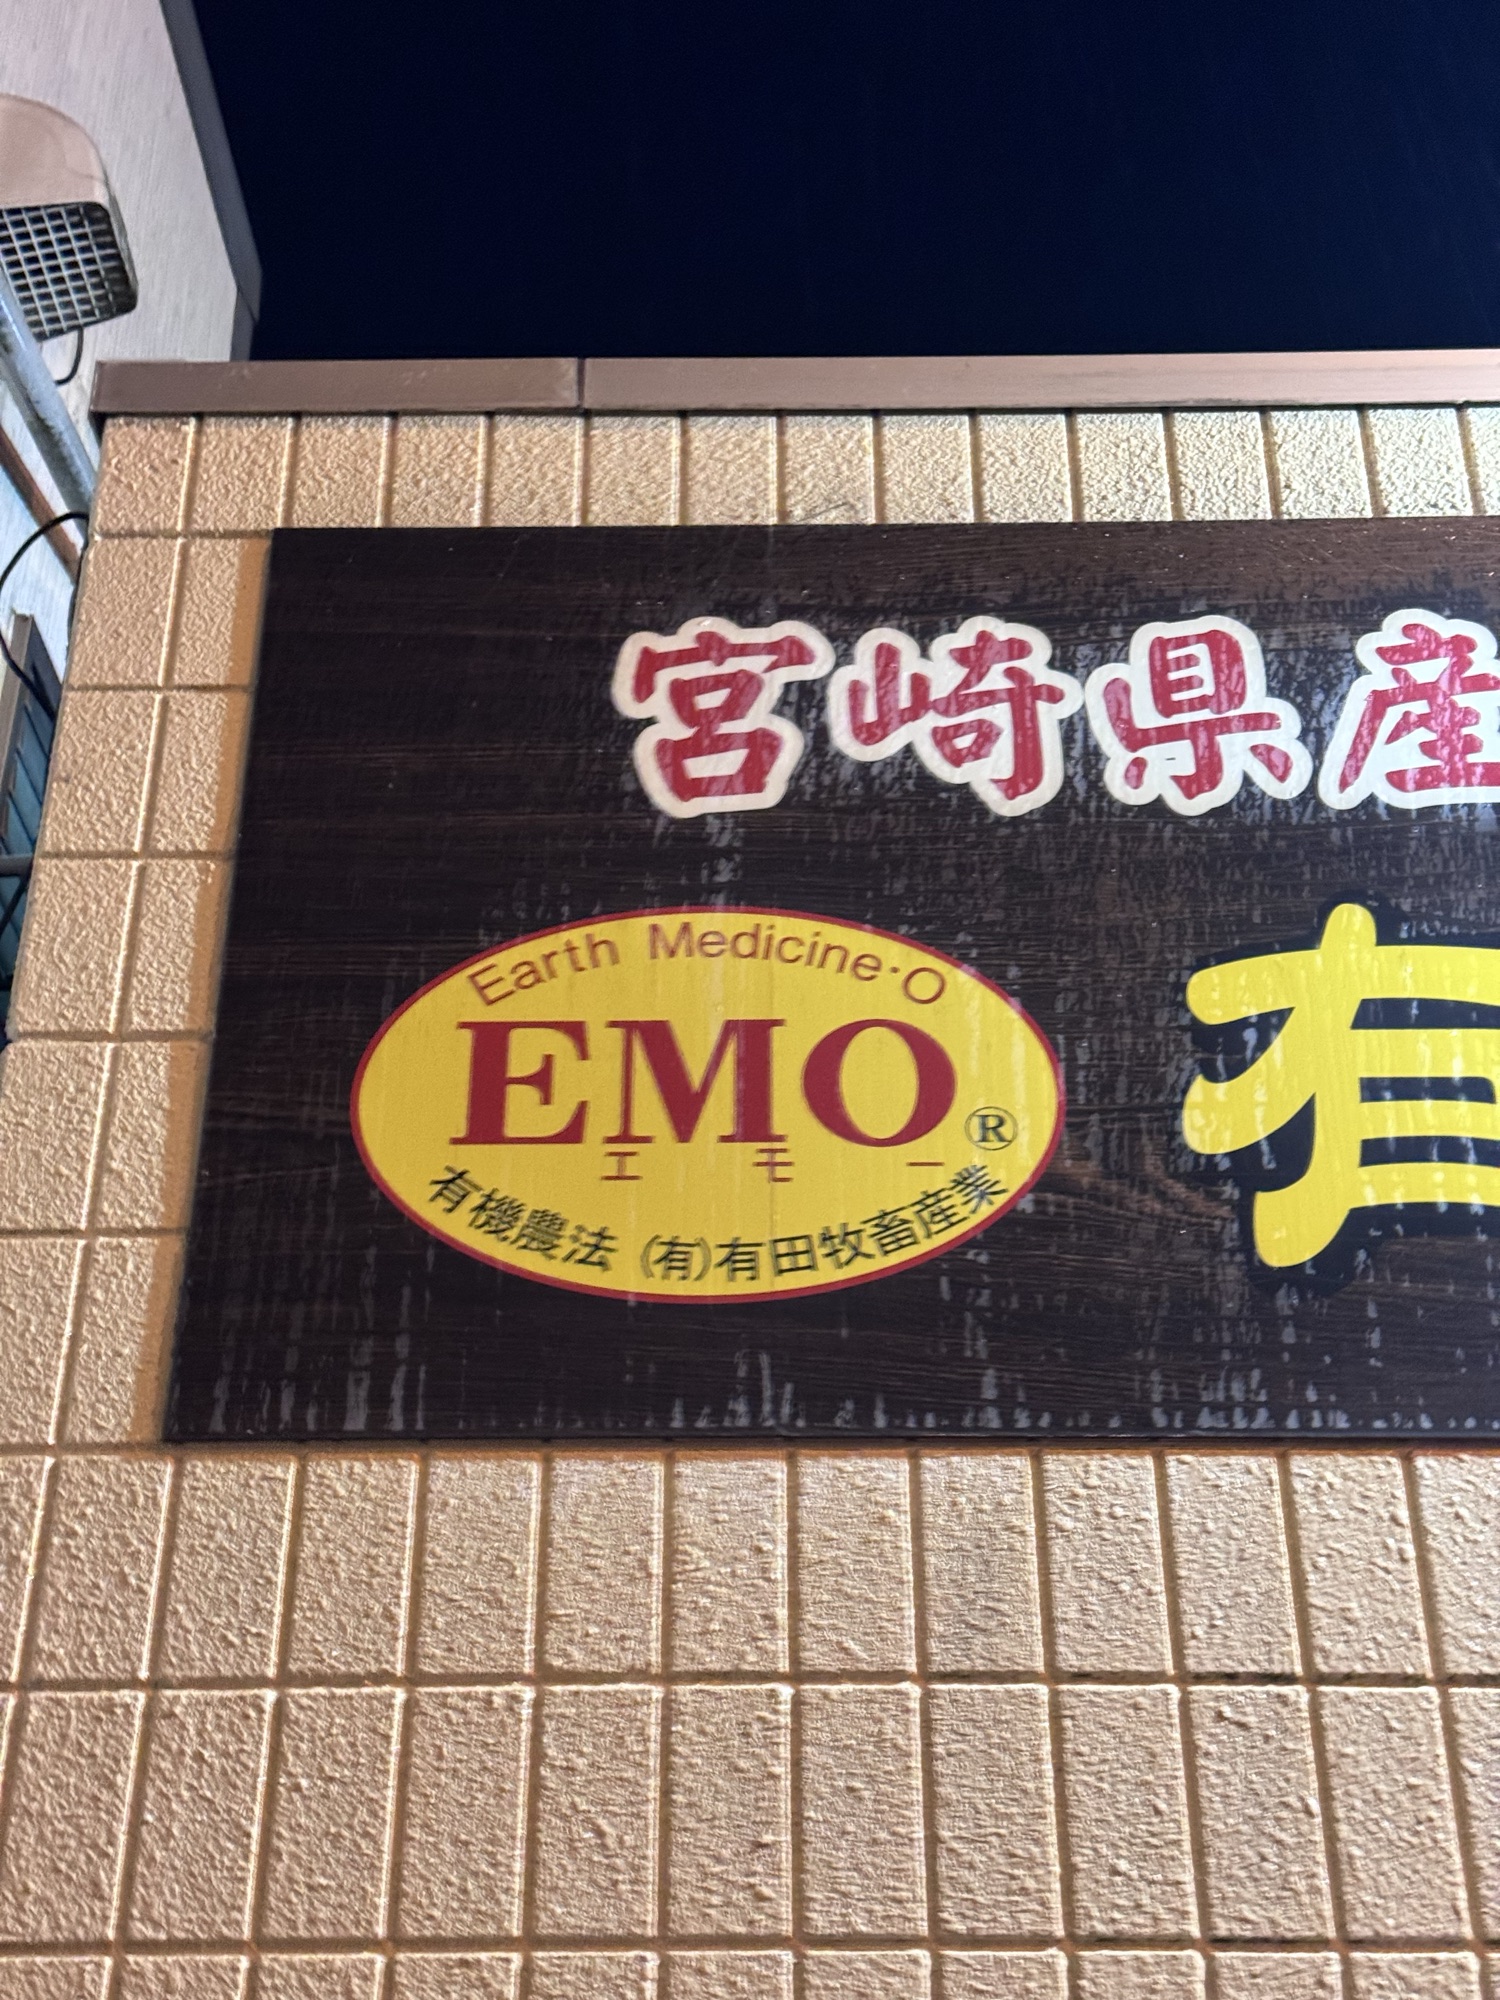 宮崎県産
Earth Medicine・O
EMO®
エモー
有機農法 (有)有田牧畜産業
有